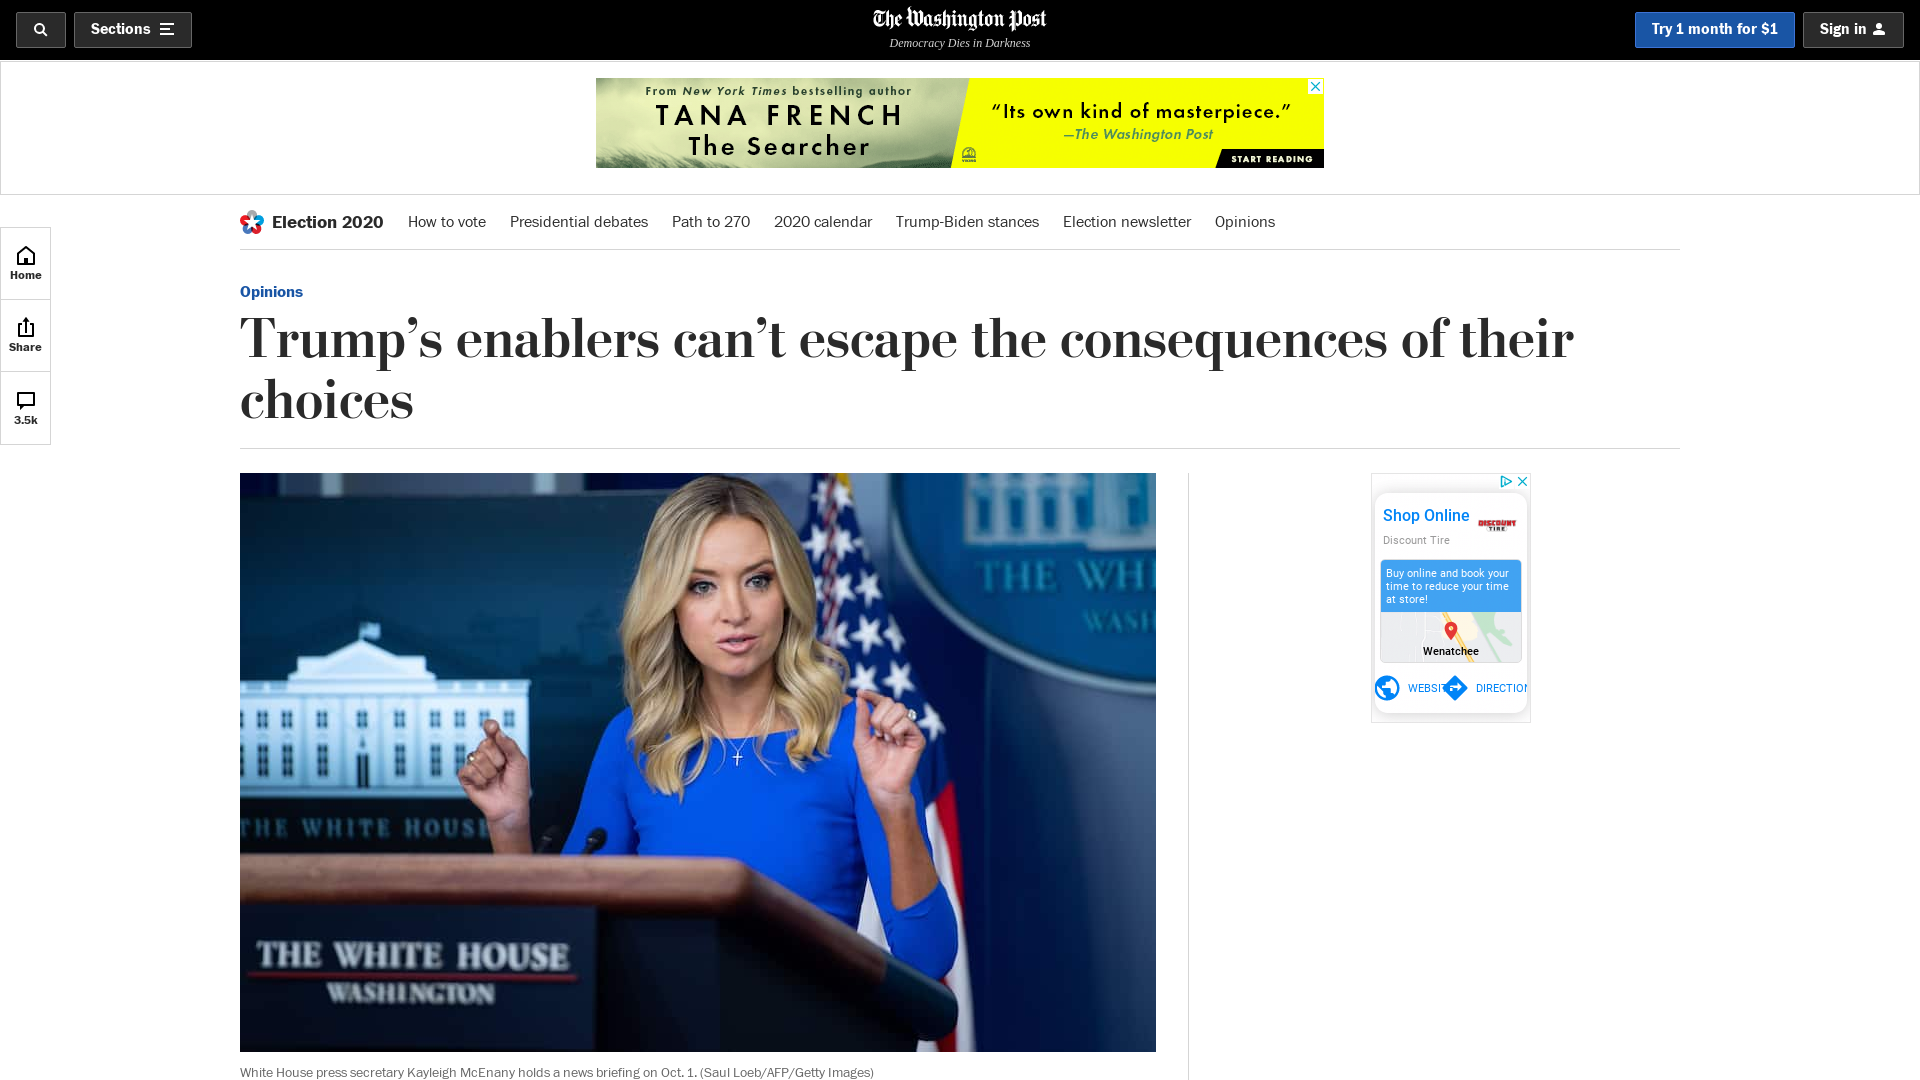 Sections
The Washington Post
Democracy Dies in Darkness
Try 1 month for $1
Sign in
From New York Times bestselling author
TANA FRENCH
The Searcher
“Its own kind of masterpiece.”
—The Washington Post
VIKING
START READING
Election 2020
How to vote
Presidential debates
Path to 270
2020 calendar
Trump-Biden stances
Election newsletter
Opinions
Home
Share
3.5k
Opinions
Trump’s enablers can’t escape the consequences of their
choices
THE WH
WASH
THE WHITE HOUSE
THE WHITE HOUSE
WASHINGTON
Shop Online
DISCOUNT
TIRE
Discount Tire
Buy online and book your
time to reduce your time
at store!
Wenatchee
WEBSIT
DIRECTION
White House press secretary Kayleigh McEnany holds a news briefing on Oct. 1. (Saul Loeb/AFP/Getty Images)